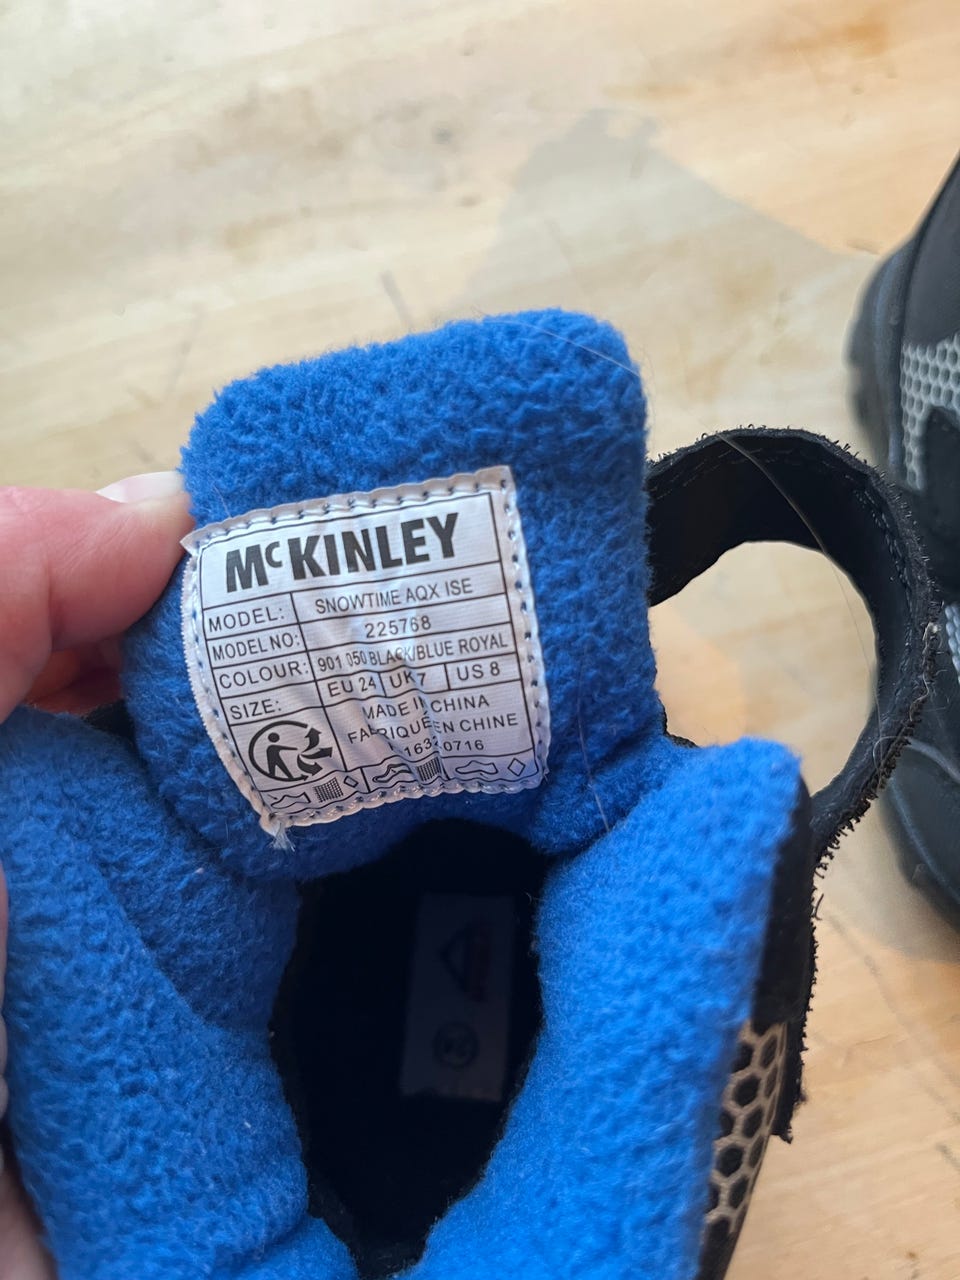 McKINLEY
MODEL: SNOWTIME AQX ISE
MODEL NO: 225768
COLOUR: 901 050 BLACK/BLUE ROYAL
SIZE: EU 24 UK 7 US 8
MADE IN CHINA
FABRIQUÉ EN CHINE
24